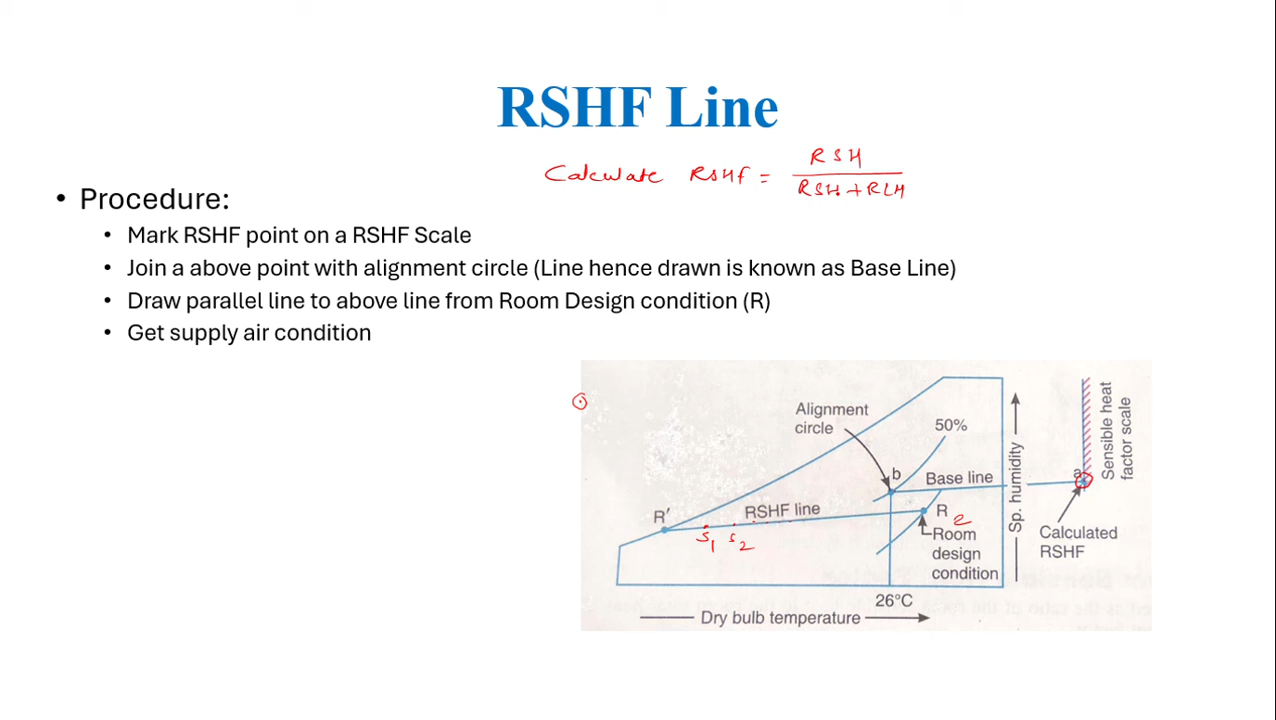 RSHF Line
Calculate RSHF = RSH
RSH + RLH
• Procedure:
• Mark RSHF point on a RSHF Scale
• Join a above point with alignment circle (Line hence drawn is known as Base Line)
• Draw parallel line to above line from Room Design condition (R)
• Get supply air condition
Alignment
circle
50%
b
Base line
a
R'
RSHF line
R
2
S1 S2
Room
design
condition
26°C
Dry bulb temperature
Sp. humidity
Sensible heat
factor scale
Calculated
RSHF